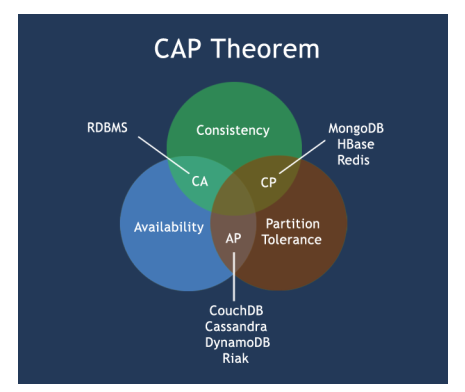 CAP Theorem
RDBMS
Consistency
MongoDB
HBase
Redis
CA
CP
Availability
Partition
Tolerance
AP
CouchDB
Cassandra
DynamoDB
Riak